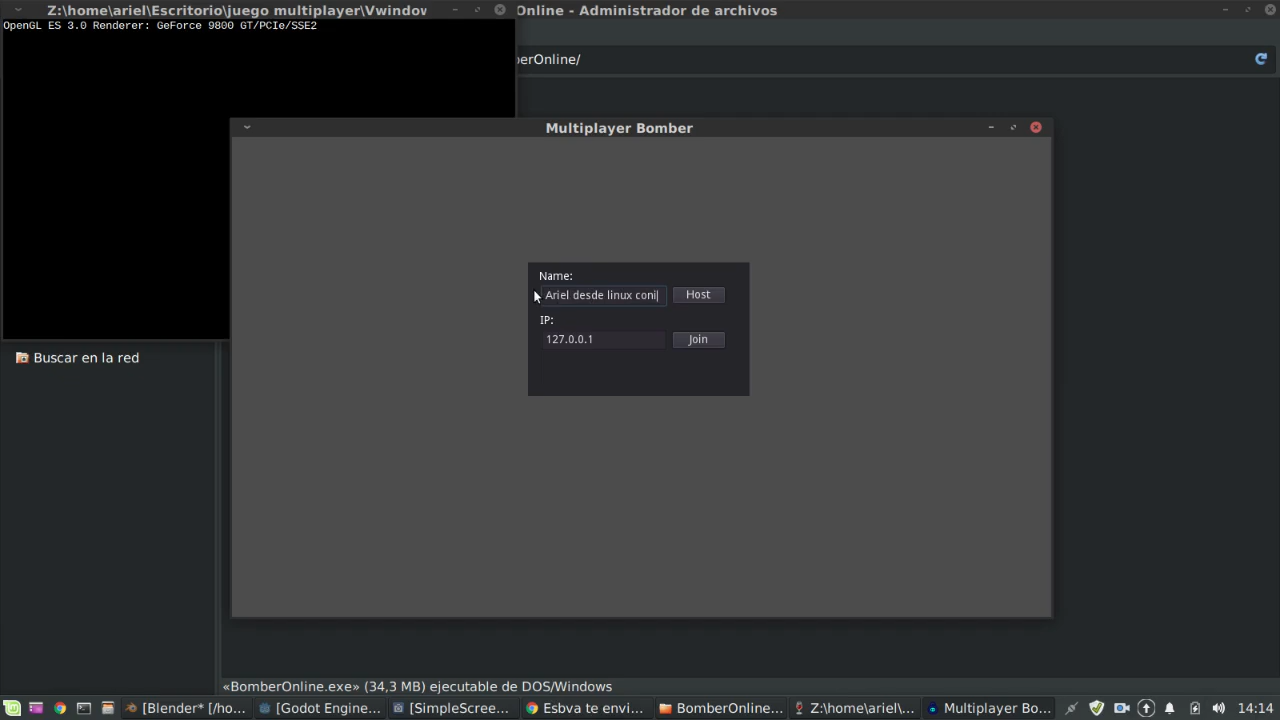 Z:\home\ariel\Escritorio\juego multiplayer\Vwindow
Online - Administrador de archivos
OpenGL ES 3.0 Renderer: GeForce 9800 GT/PCIe/SSE2
berOnline/
Multiplayer Bomber
Name:
Ariel desde linux coni
Host
IP:
127.0.0.1
Join
Buscar en la red
«BomberOnline.exe» (34,3 MB) ejecutable de DOS/Windows
[Blender* [/ho...
[Godot Engine...
[SimpleScree...
Esbva te envi...
BomberOnline...
Z:\home\ariel\...
Multiplayer Bo...
14:14